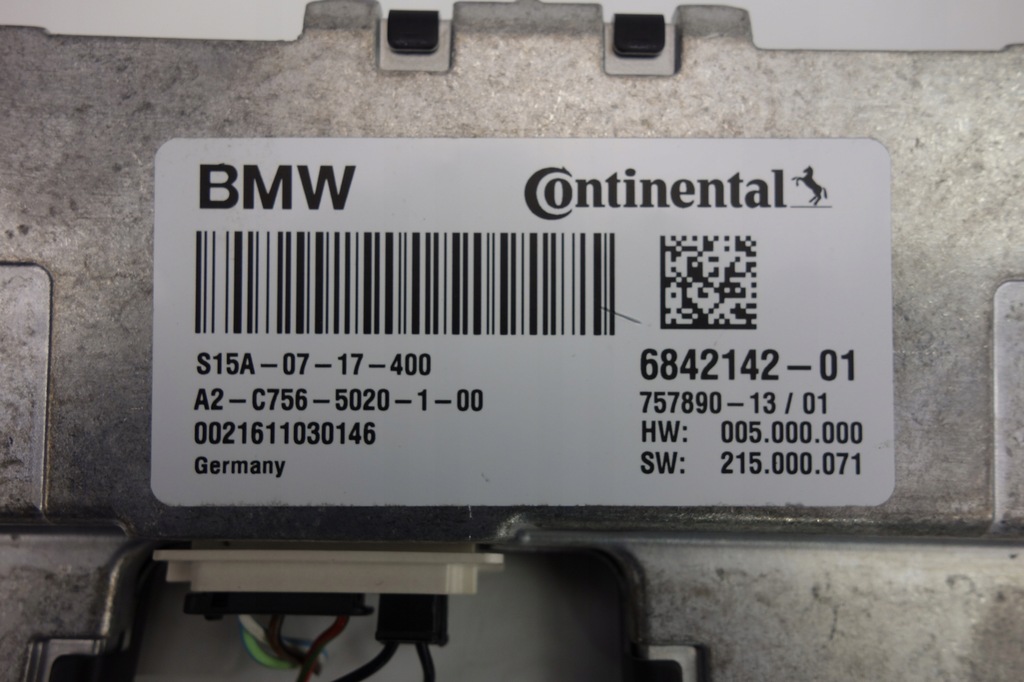 BMW
Continental
S15A-07-17-400
A2-C756-5020-1-00
0021611030146
Germany
6842142-01
757890-13 / 01
HW: 005.000.000
SW: 215.000.071